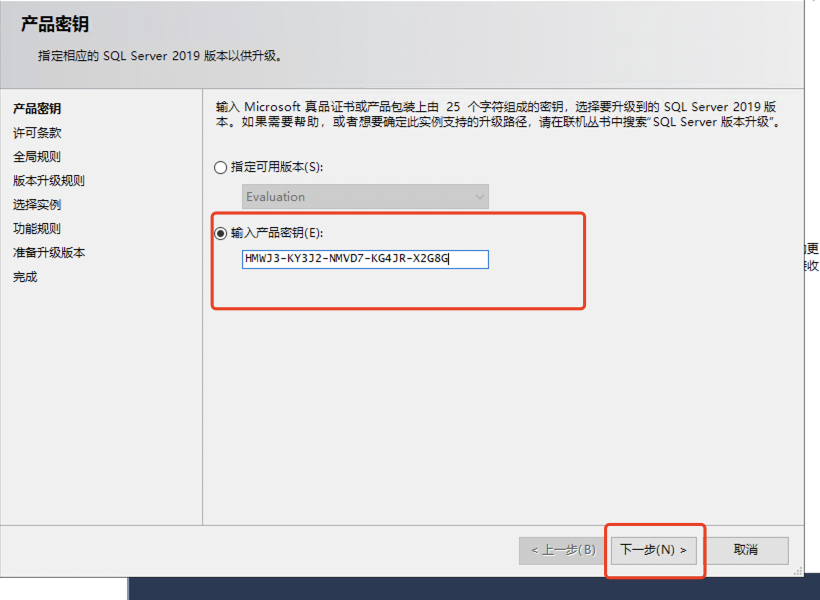 产品密钥
指定相应的 SQL Server 2019 版本以供升级。
产品密钥
许可条款
全局规则
版本升级规则
选择实例
功能规则
准备升级版本
完成
输入 Microsoft 真品证书或产品包装上由 25 个字符组成的密钥，选择要升级到的 SQL Server 2019 版
本。如果需要帮助，或者想要确定此实例支持的升级路径，请在联机丛书中搜索“SQL Server 版本升级”。
指定可用版本(S):
Evaluation
输入产品密钥(E):
HMWJ3-KY3J2-NMVD7-KG4JR-X2G8G
更
收
< 上一步(B)
下一步(N) >
取消